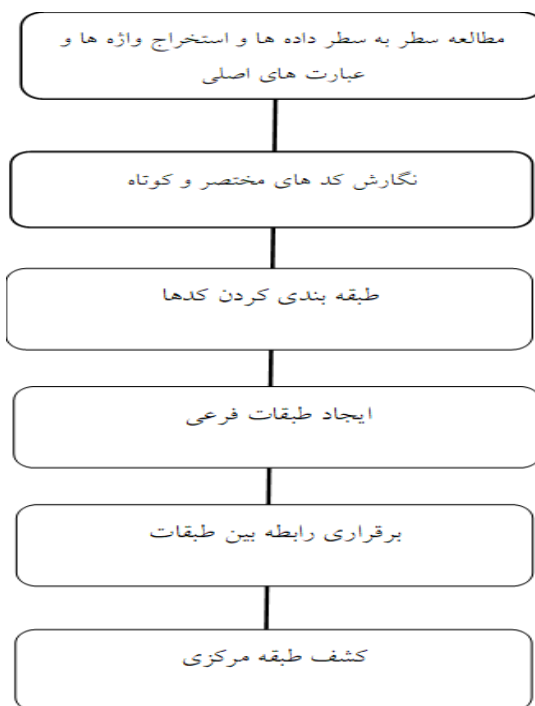 مطالعه سطر به سطر داده ها و استخراج واژه ها و
عبارت های اصلی
نگارش کد های مختصر و کوتاه
طبقه بندی کردن کدها
ایجاد طبقات فرعی
برقراری رابطه بین طبقات
کشف طبقه مرکزی